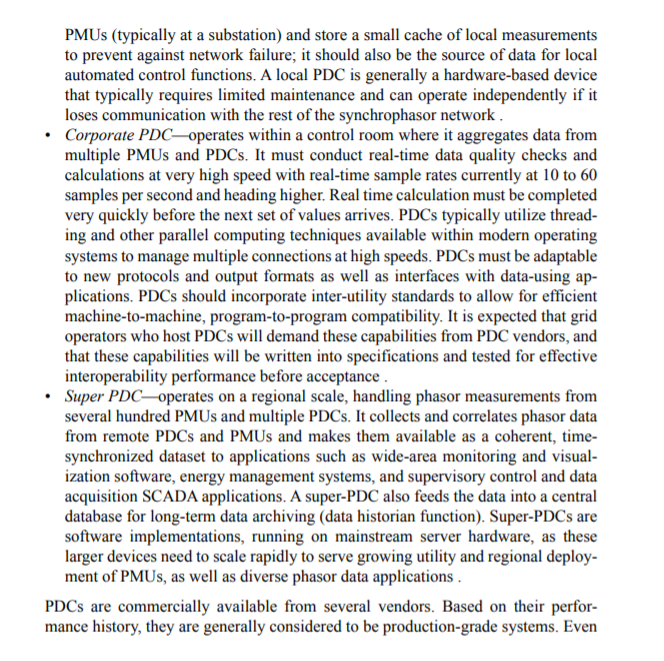 PMUs (typically at a substation) and store a small cache of local measurements
to prevent against network failure; it should also be the source of data for local
automated control functions. A local PDC is generally a hardware-based device
that typically requires limited maintenance and can operate independently if it
loses communication with the rest of the synchrophasor network .
• Corporate PDC—operates within a control room where it aggregates data from
multiple PMUs and PDCs. It must conduct real-time data quality checks and
calculations at very high speed with real-time sample rates currently at 10 to 60
samples per second and heading higher. Real time calculation must be completed
very quickly before the next set of values arrives. PDCs typically utilize thread-
ing and other parallel computing techniques available within modern operating
systems to manage multiple connections at high speeds. PDCs must be adaptable
to new protocols and output formats as well as interfaces with data-using ap-
plications. PDCs should incorporate inter-utility standards to allow for efficient
machine-to-machine, program-to-program compatibility. It is expected that grid
operators who host PDCs will demand these capabilities from PDC vendors, and
that these capabilities will be written into specifications and tested for effective
interoperability performance before acceptance .
• Super PDC—operates on a regional scale, handling phasor measurements from
several hundred PMUs and multiple PDCs. It collects and correlates phasor data
from remote PDCs and PMUs and makes them available as a coherent, time-
synchronized dataset to applications such as wide-area monitoring and visual-
ization software, energy management systems, and supervisory control and data
acquisition SCADA applications. A super-PDC also feeds the data into a central
database for long-term data archiving (data historian function). Super-PDCs are
software implementations, running on mainstream server hardware, as these
larger devices need to scale rapidly to serve growing utility and regional deploy-
ment of PMUs, as well as diverse phasor data applications .
PDCs are commercially available from several vendors. Based on their perfor-
mance history, they are generally considered to be production-grade systems. Even